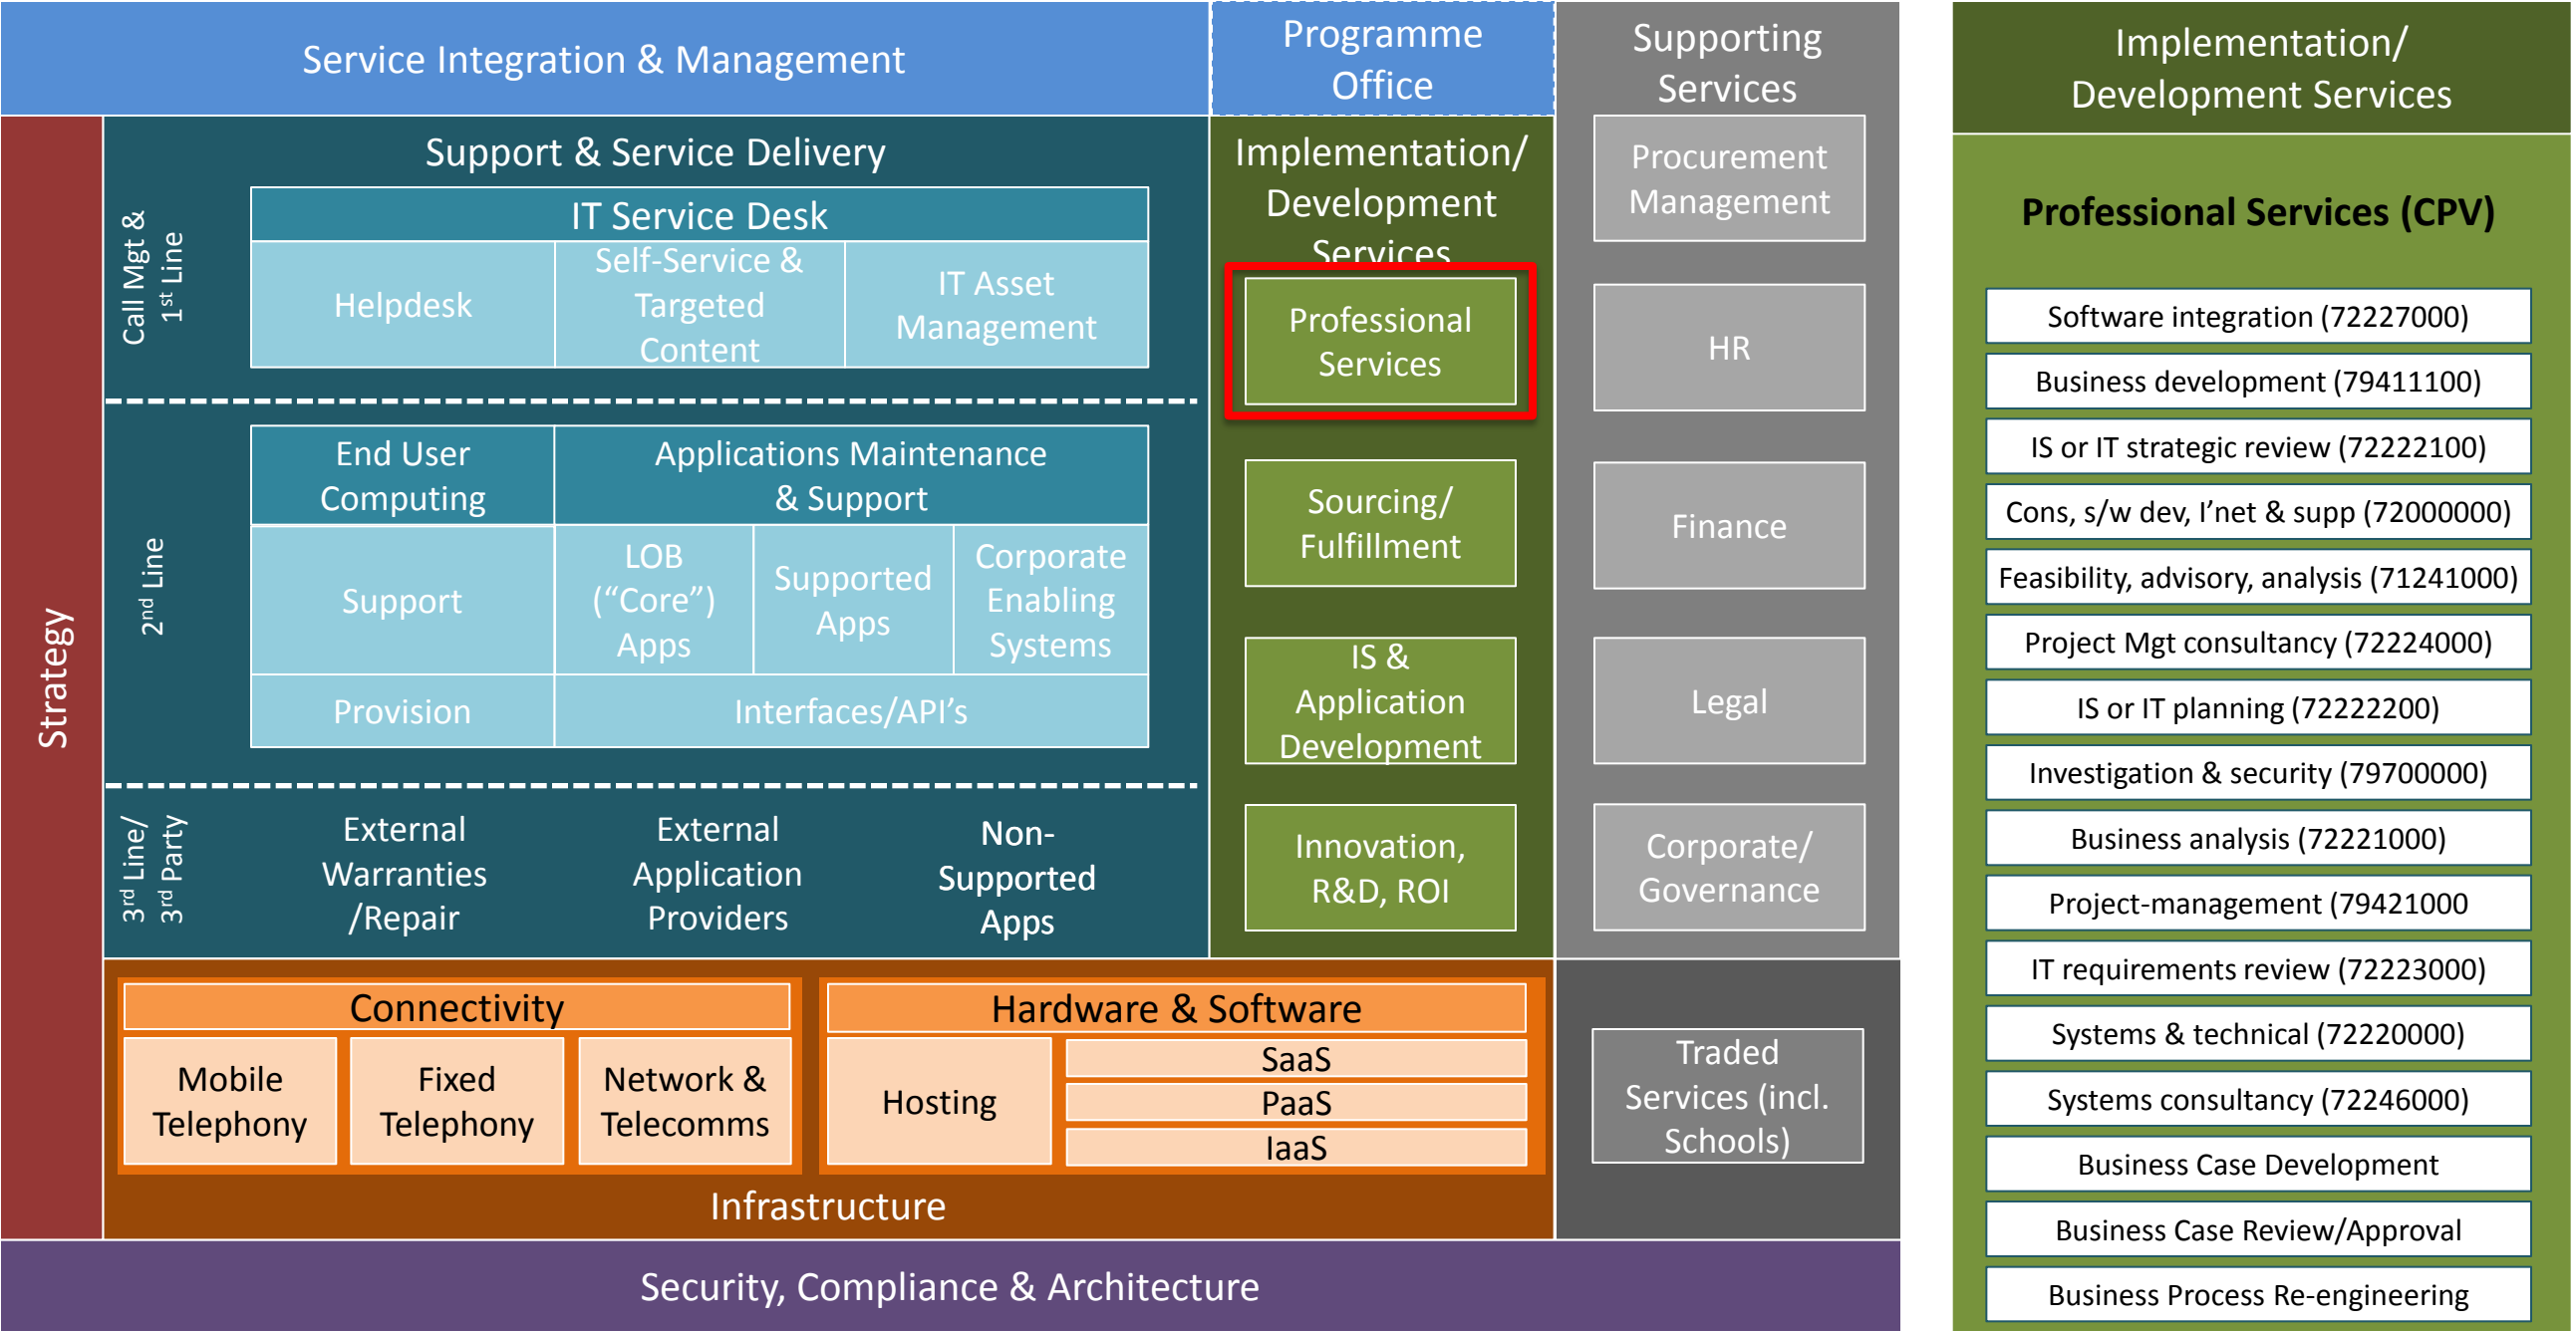 Service Integration & Management
Programme
Office
Supporting
Services
Strategy
Support & Service Delivery
Call Mgt &
1st Line
IT Service Desk
Helpdesk
Self-Service &
Targeted
Content
IT Asset
Management
2nd Line
End User
Computing
Applications Maintenance
& Support
Support
LOB
(“Core”)
Apps
Supported
Apps
Corporate
Enabling
Systems
Provision
Interfaces/API’s
3rd Line/
3rd Party
External
Warranties
/Repair
External
Application
Providers
Non-
Supported
Apps
Implementation/
Development
Services
Professional
Services
Sourcing/
Fulfillment
IS &
Application
Development
Innovation,
R&D, ROI
Procurement
Management
HR
Finance
Legal
Corporate/
Governance
Connectivity
Mobile
Telephony
Fixed
Telephony
Network &
Telecomms
Hardware & Software
Hosting
SaaS
PaaS
IaaS
Infrastructure
Traded
Services (incl.
Schools)
Security, Compliance & Architecture
Implementation/
Development Services
Professional Services (CPV)
Software integration (72227000)
Business development (79411100)
IS or IT strategic review (72222100)
Cons, s/w dev, I’net & supp (72000000)
Feasibility, advisory, analysis (71241000)
Project Mgt consultancy (72224000)
IS or IT planning (72222200)
Investigation & security (79700000)
Business analysis (72221000)
Project-management (79421000
IT requirements review (72223000)
Systems & technical (72220000)
Systems consultancy (72246000)
Business Case Development
Business Case Review/Approval
Business Process Re-engineering